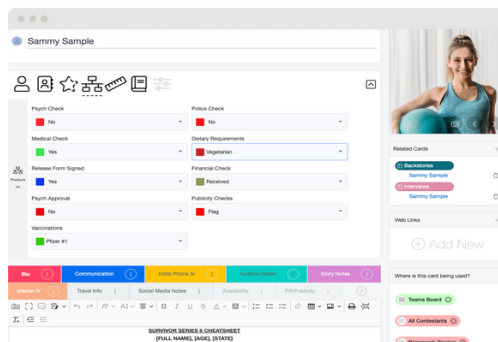 Sammy Sample
Psych Check
Police Check
No
No
Medical Check
Dietary Requirements
Yes
Vegetarian
Release Form Signed
Financial Check
Yes
Received
Psych Approval
Publicity Checks
No
Flag
Vaccinations
Pfizer #1
Product
Bio
Communication
Initial Phone IV
Audition Notes
Story Notes
Master IV
Travel Info
Social Media Notes
Availability
PR/Publicity
SURVIVOR SERIES 6 CHEATSHEET
[FULL NAME], [AGE], [STATE]
Related Cards
Backstories
Sammy Sample
Interviews
Sammy Sample
Web Links
Add New
Where is this card being used?
Teams Board
All Contestants